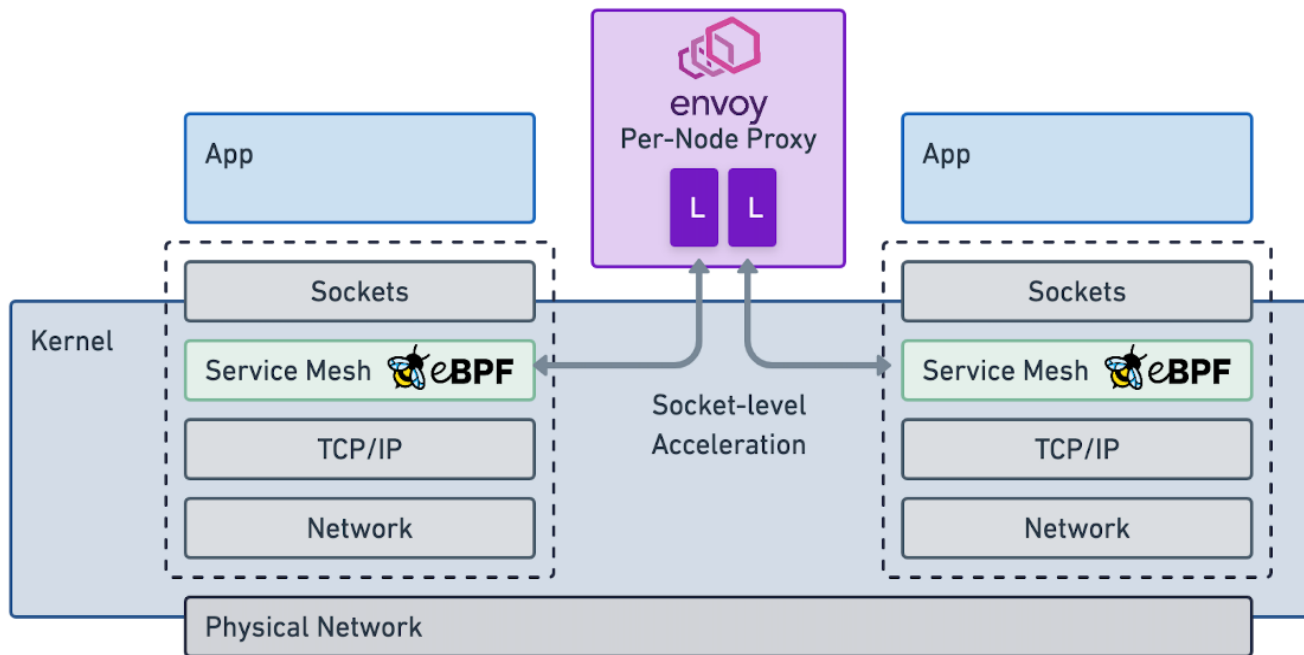 envoy
Per-Node Proxy
L L
App
App
Kernel
Sockets
Sockets
Service Mesh eBPF
Service Mesh eBPF
Socket-level
Acceleration
TCP/IP
TCP/IP
Network
Network
Physical Network